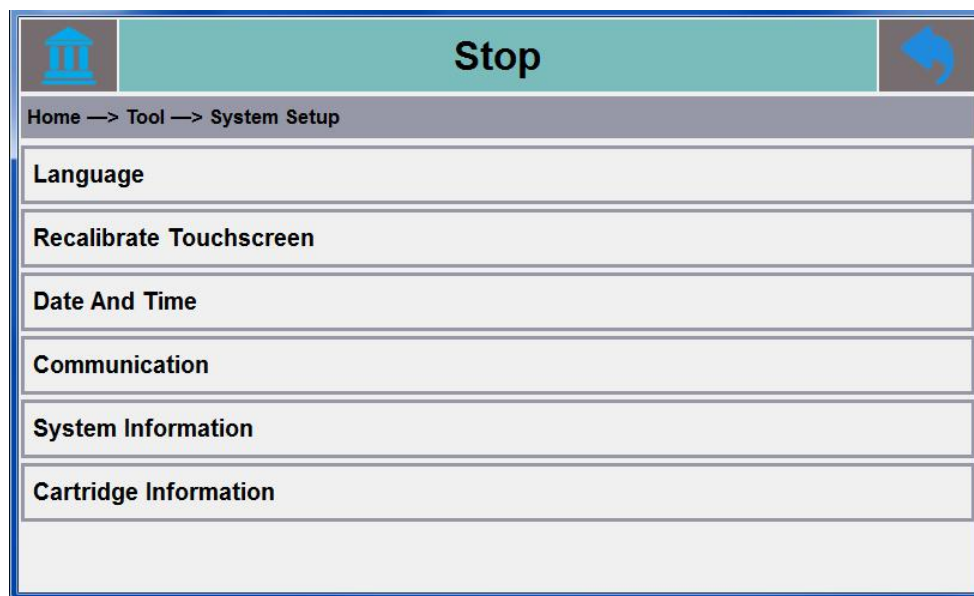 Stop
Home —> Tool —> System Setup
Language
Recalibrate Touchscreen
Date And Time
Communication
System Information
Cartridge Information